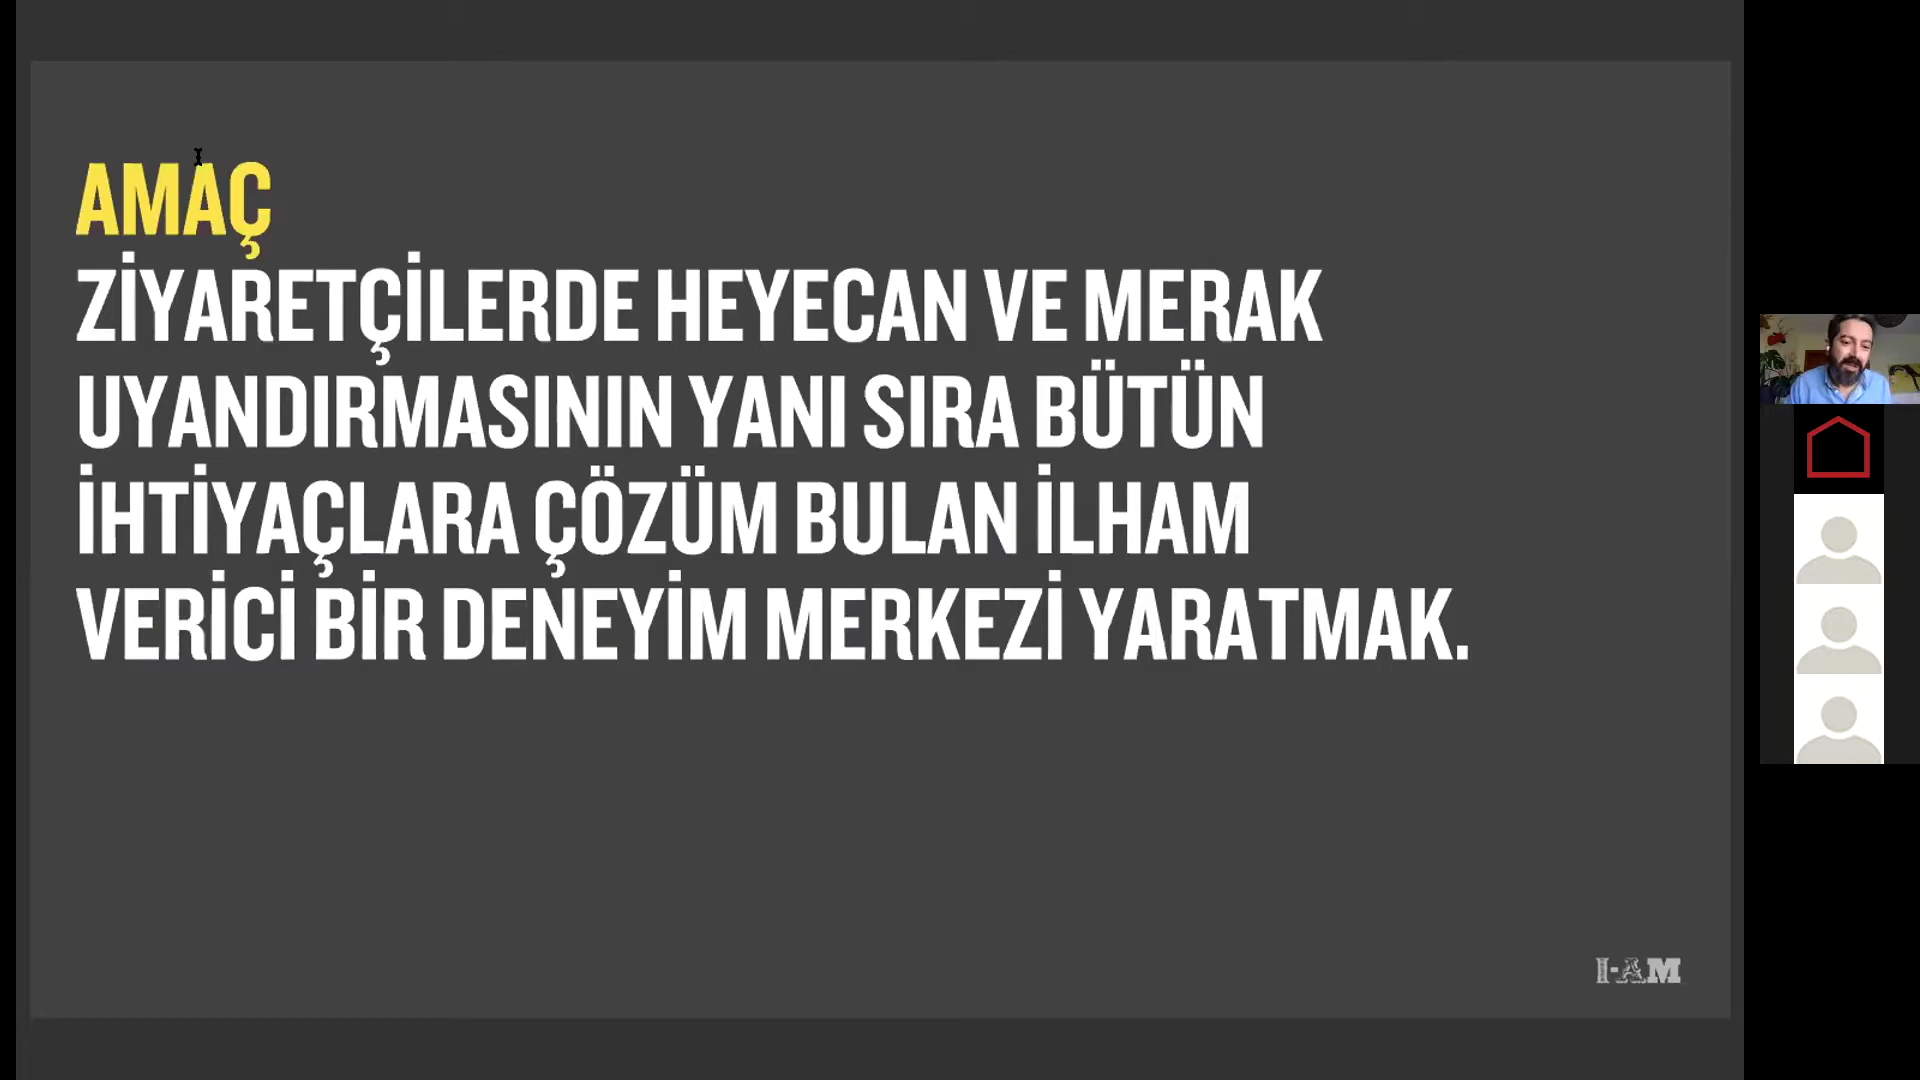 AMAÇ
ZİYARETÇİLERDE HEYECAN VE MERAK
UYANDIRMASININ YANI SIRA BÜTÜN
İHTİYAÇLARA ÇÖZÜM BULAN İLHAM
VERİCİ BİR DENEYİM MERKEZİ YARATMAK.
I-AM